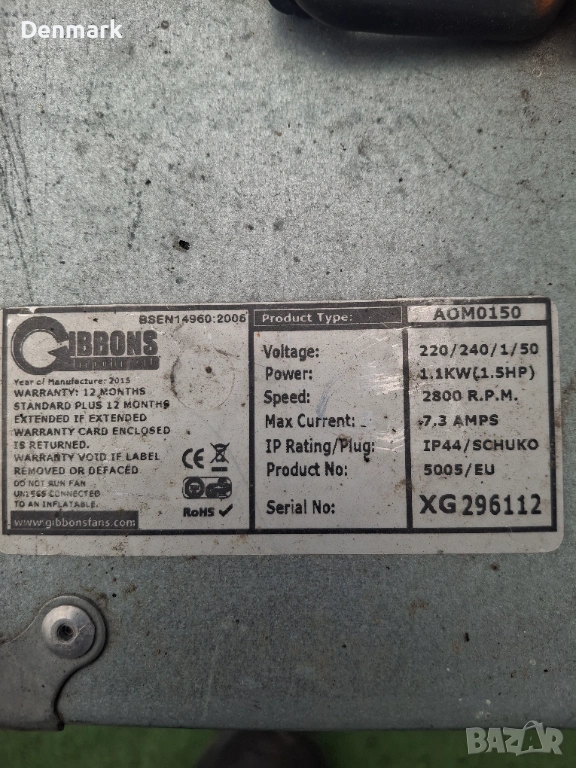 Denmark
GIBBONS
BSEN14960:2006
Year of Manufacture: 2015
WARRANTY: 12 MONTHS
STANDARD PLUS 12 MONTHS
EXTENDED IF EXTENDED
WARRANTY CARD ENCLOSED
IS RETURNED.
WARRANTY VOID IF LABEL
REMOVED OR DEFACED
DO NOT RUN FAN
UNLESS CONNECTED
TO AN INFLATABLE.
www.gibbonsfans.com
CE
RoHS
Product Type: AOM0150
Voltage: 220/240/1/50
Power: 1.1KW(1.5HP)
Speed: 2800 R.P.M.
Max Current: 7,3 AMPS
IP Rating/Plug: IP44/SCHUKO
Product No: 5005/EU
Serial No: XG 296112
BAZAR